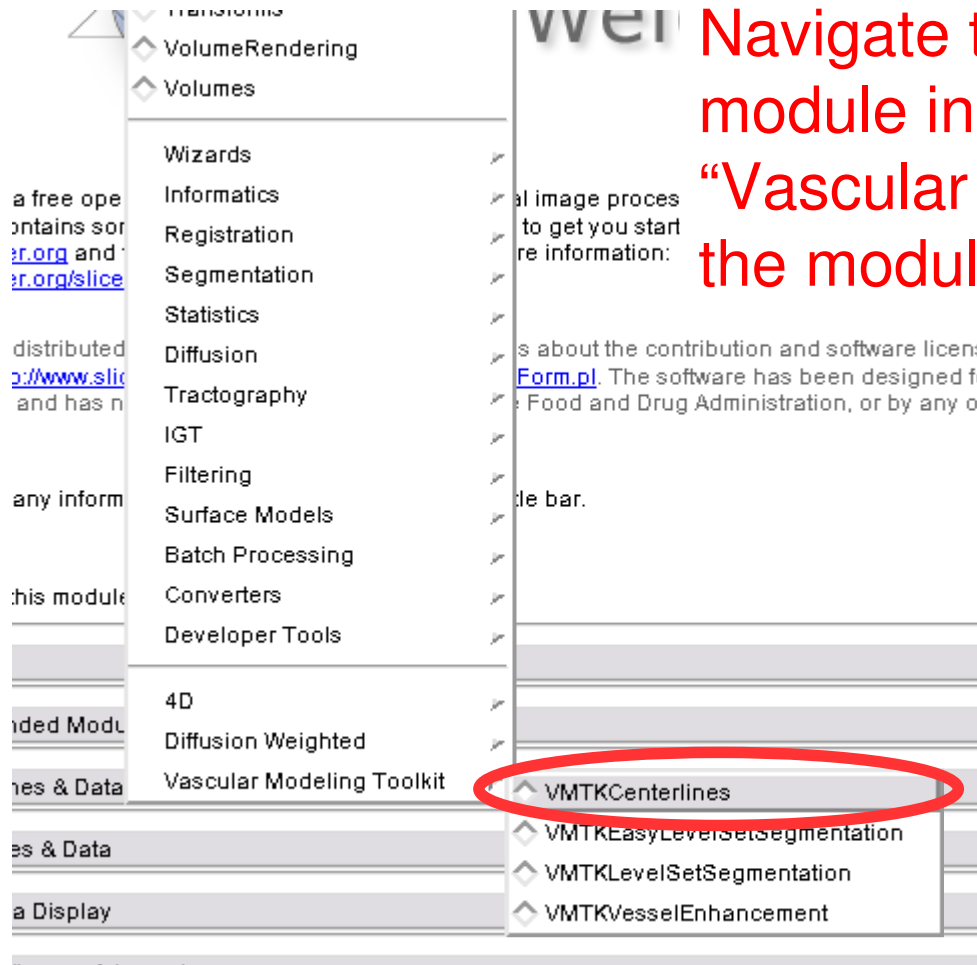 Transforms
VolumeRendering
Volumes
Wizards
Informatics
Registration
Segmentation
Statistics
Diffusion
Tractography
IGT
Filtering
Surface Models
Batch Processing
Converters
Developer Tools
4D
Diffusion Weighted
Vascular Modeling Toolkit
VMTKCenterlines
VMTKEasyLevelSetSegmentation
VMTKLevelSetSegmentation
VMTKVesselEnhancement
Navigate
module in
“Vascular
the modul
a free ope
al image proces
ontains sor
to get you start
er.org and
re information:
er.org/slice
distributed
s about the contribution and software licens
p://www.slic
Form.pl. The software has been designed f
and has n
Food and Drug Administration, or by any o
any inform
tle bar.
this module
nded Modu
nes & Data
es & Data
a Display